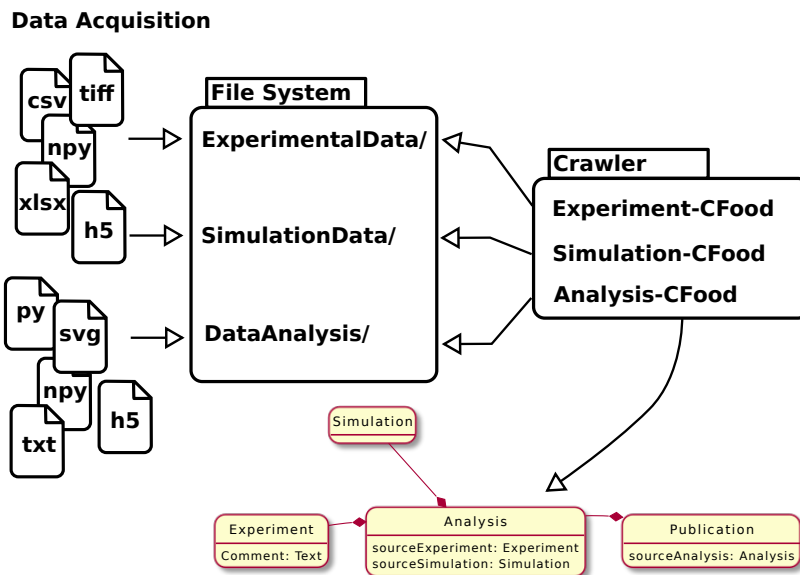 Data Acquisition
csv
tiff
npy
xlsx
h5
py
svg
npy
h5
txt
File System
ExperimentalData/
SimulationData/
DataAnalysis/
Crawler
Experiment-CFood
Simulation-CFood
Analysis-CFood
Simulation
Experiment
Comment: Text
Analysis
sourceExperiment: Experiment
sourceSimulation: Simulation
Publication
sourceAnalysis: Analysis